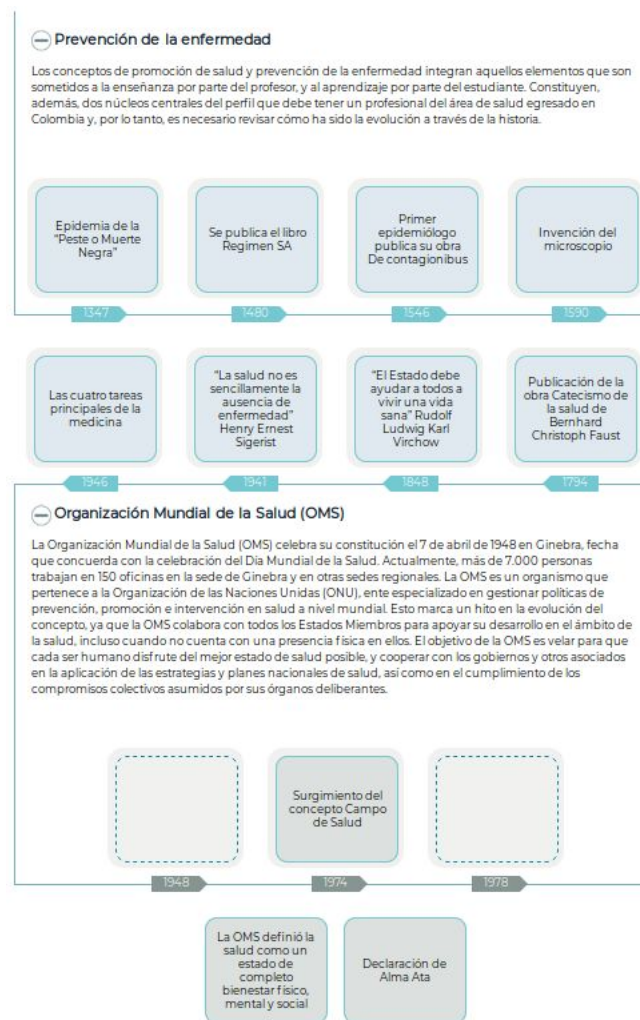 Prevención de la enfermedad
Los conceptos de promoción de salud y prevención de la enfermedad integran aquellos elementos que son
sometidos a la enseñanza por parte del profesor, y al aprendizaje por parte del estudiante. Constituyen,
además, dos núcleos centrales del perfil que debe tener un profesional del área de salud egresado en
Colombia y, por lo tanto, es necesario revisar cómo ha sido la evolución a través de la historia.
Epidemia de la
"Peste o Muerte
Negra"
Se publica el libro
Regimen SA
Primer
epidemiólogo
publica su obra
De contagionibus
Invención del
microscopio
1347
1480
1546
1590
Las cuatro tareas
principales de la
medicina
"La salud no es
sencillamente la
ausencia de
enfermedad"
Henry Ernest
Sigerist
"El Estado debe
ayudar a todos a
vivir una vida
sana" Rudolf
Ludwig Karl
Virchow
Publicación de la
obra Catecismo de
la salud de
Bernhard
Christoph Faust
1946
1941
1848
1794
Organización Mundial de la Salud (OMS)
La Organización Mundial de la Salud (OMS) celebra su constitución el 7 de abril de 1948 en Ginebra, fecha
que concuerda con la celebración del Día Mundial de la Salud. Actualmente, más de 7.000 personas
trabajan en 150 oficinas en la sede de Ginebra y en otras sedes regionales. La OMS es un organismo que
pertenece a la Organización de las Naciones Unidas (ONU), ente especializado en gestionar políticas de
prevención, promoción e intervención en salud a nivel mundial. Esto marca un hito en la evolución del
concepto, ya que la OMS colabora con todos los Estados Miembros para apoyar su desarrollo en el ámbito de
la salud, incluso cuando no cuenta con una presencia física en ellos. El objetivo de la OMS es velar para que
cada ser humano disfrute del mejor estado de salud posible, y cooperar con los gobiernos y otros asociados
en la aplicación de las estrategias y planes nacionales de salud, así como en el cumplimiento de los
compromisos colectivos asumidos por sus órganos deliberantes.
Surgimiento del
concepto Campo
de Salud
1948
1974
1978
La OMS definió la
salud como un
estado de
completo
bienestar físico,
mental y social
Declaración de
Alma Ata